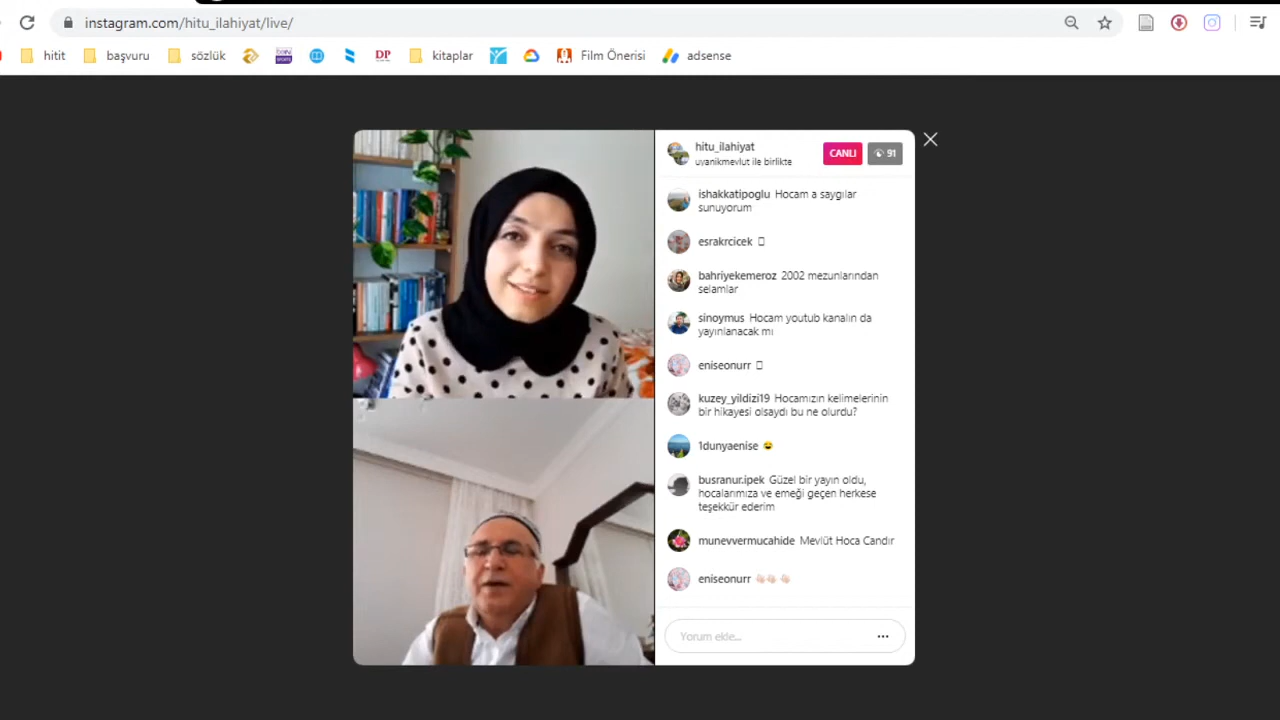 instagram.com/hitu_ilahiyat/live/
hitit başvuru sözlük DP kitaplar Film Önerisi adsense
hitu_ilahiyat
uyanikmevlut ile birlikte
CANLI 91
ishakkatipoglu Hocam a saygılar
sunuyorum
esrakrcicek
bahriyekemeroz 2002 mezunlarından
selamlar
sinoymus Hocam youtub kanalın da
yayınlanacak mı
eniseonurr
kuzey_yildizi19 Hocamızın kelimelerinin
bir hikayesi olsaydı bu ne olurdu?
1dunyaenise 😄
busranur.ipek Güzel bir yayın oldu,
hocalarımıza ve emeği geçen herkese
teşekkür ederim
munevvermucahide Mevlüt Hoca Candır
eniseonurr 👏🏻👏🏻👏🏻
Yorum ekle...